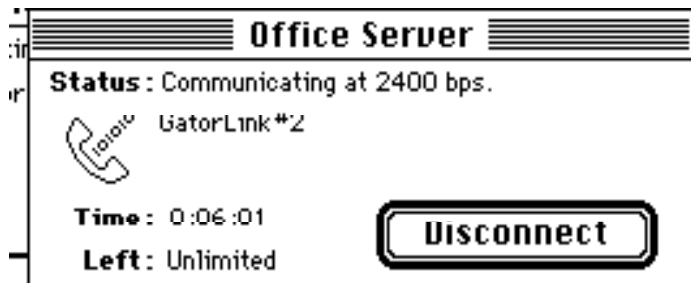 Office Server
Status: Communicating at 2400 bps.
GatorLink #2
Time: 0:06:01
Disconnect
Left: Unlimited